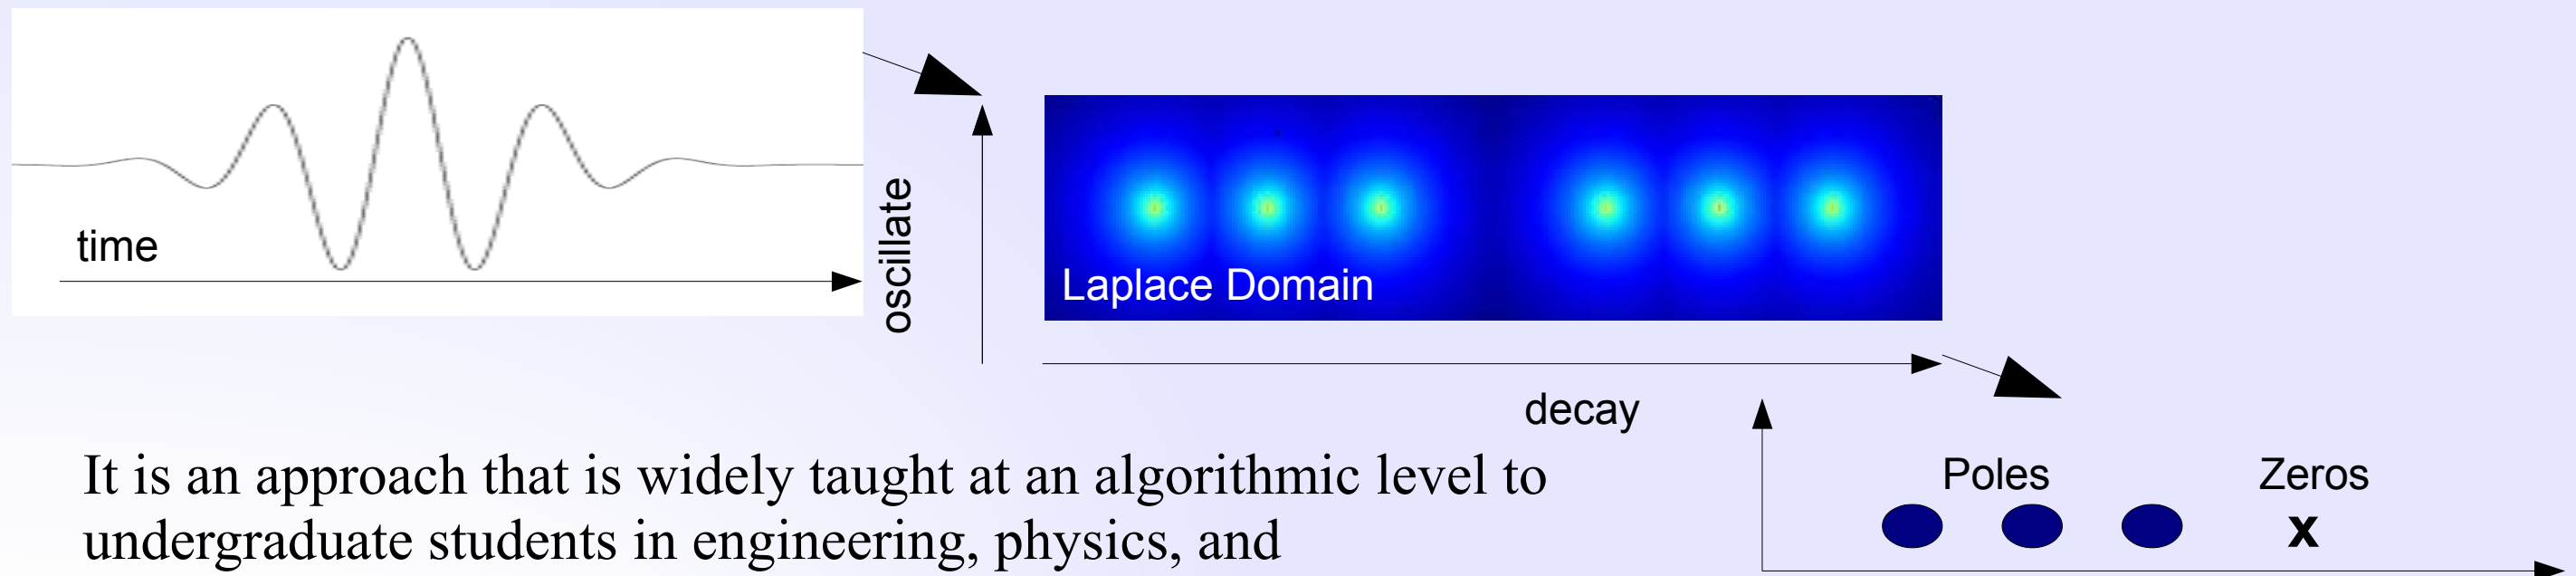 time
oscillate
Laplace Domain
decay
It is an approach that is widely taught at an algorithmic level to
undergraduate students in engineering, physics, and
Poles Zeros
x